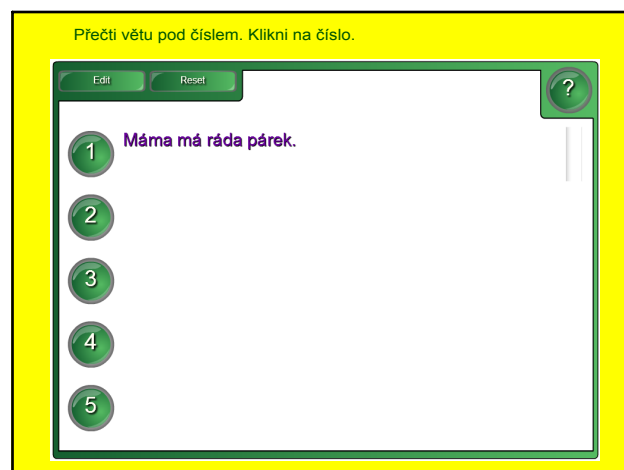 Přečti větu pod číslem. Klikni na číslo.
Edit Reset ?
1 Máma má ráda párek.
2
3
4
5